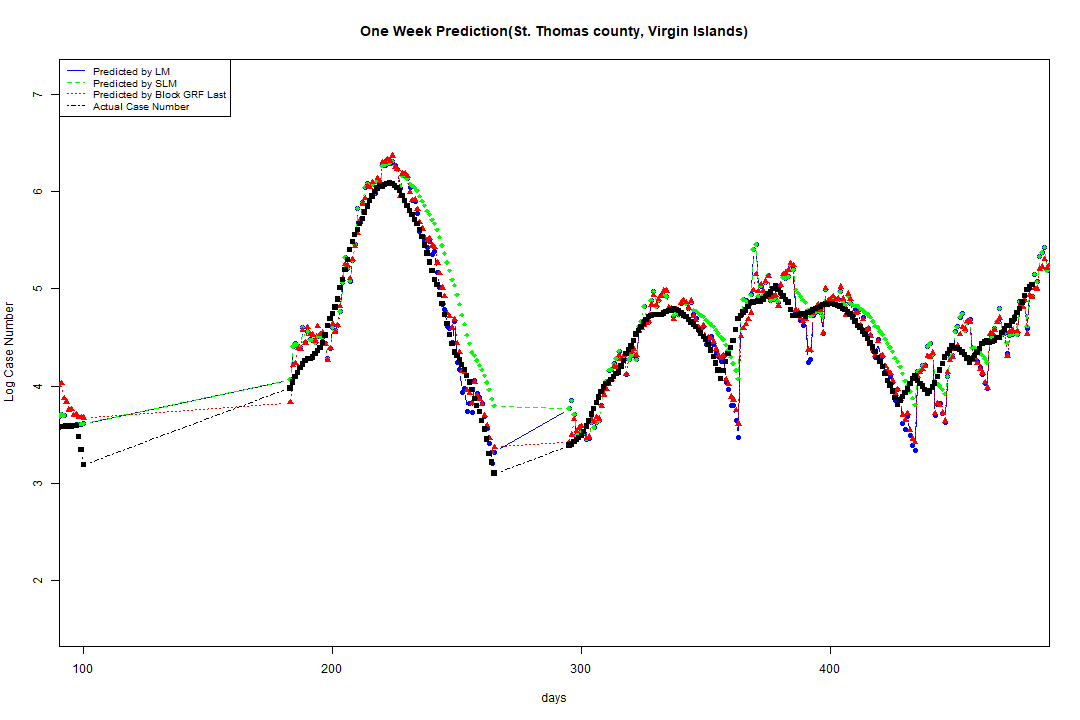 One Week Prediction(St. Thomas county, Virgin Islands)
Predicted by LM
Predicted by SLM
Predicted by Block GRF Last
Actual Case Number
7
6
5
4
3
2
Log Case Number
100 200 300 400
days